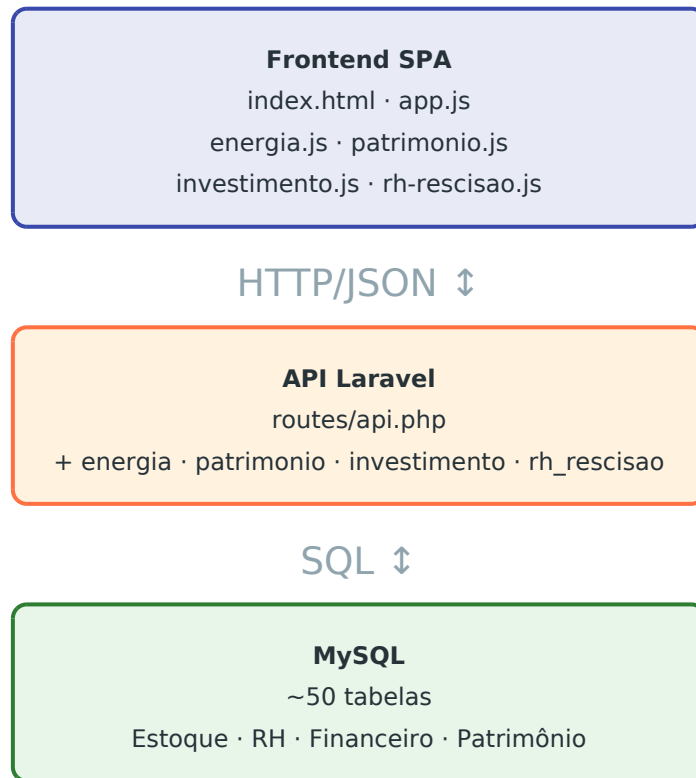 Frontend SPA
index.html · app.js
energia.js · patrimonio.js
investimento.js · rh-rescisao.js
HTTP/JSON ↕
API Laravel
routes/api.php
+ energia · patrimonio · investimento · rh_rescisao
SQL ↕
MySQL
~50 tabelas
Estoque · RH · Financeiro · Patrimônio